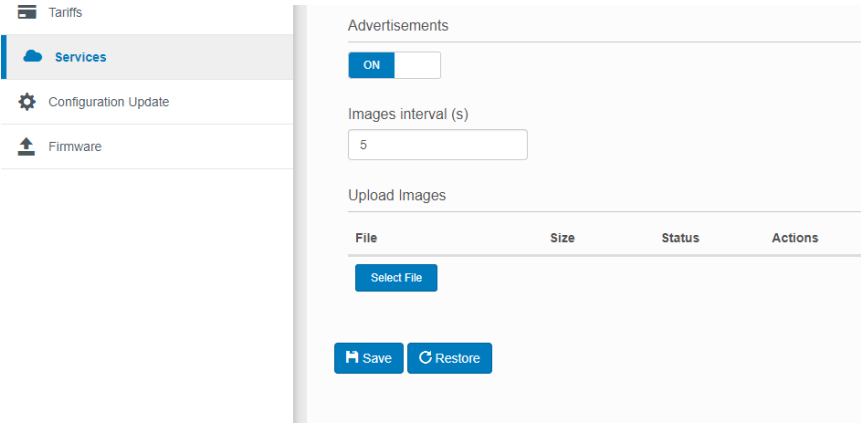 Tariffs
Services
Configuration Update
Firmware
Advertisements
ON
Images interval (s)
5
Upload Images
File Size Status Actions
Select File
Save Restore